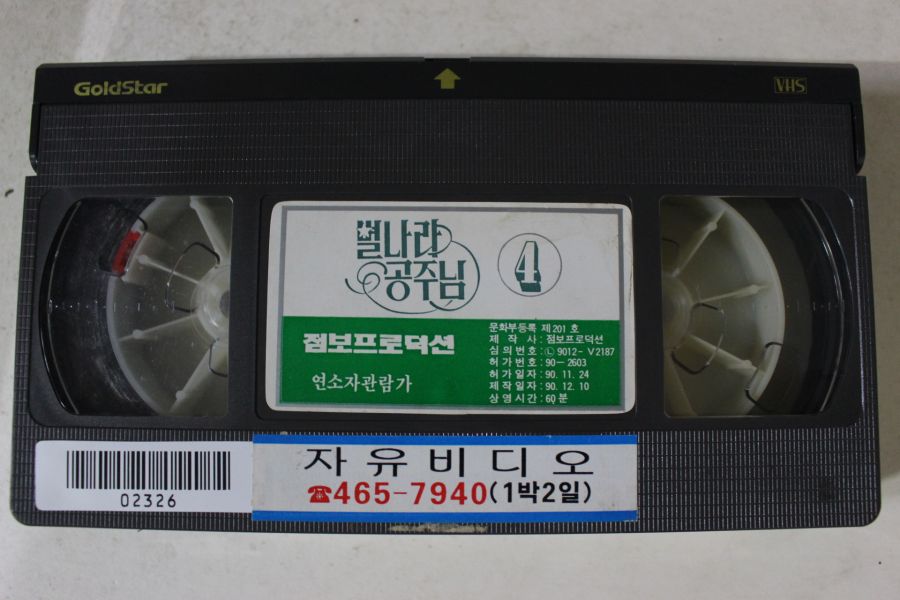 GoldStar
VHS
별나라
공주님
4
점보프로덕션
연소자관람가
문화부등록 제201호
제 작 사 : 점보프로덕션
심의번호 : Ⓛ 9012-V2187
허가번호 : 90-2603
허가일자 : 90. 11. 24
제작일자 : 90. 12. 10
상영시간 : 60분
02326
자유비디오
☎465-7940(1박2일)